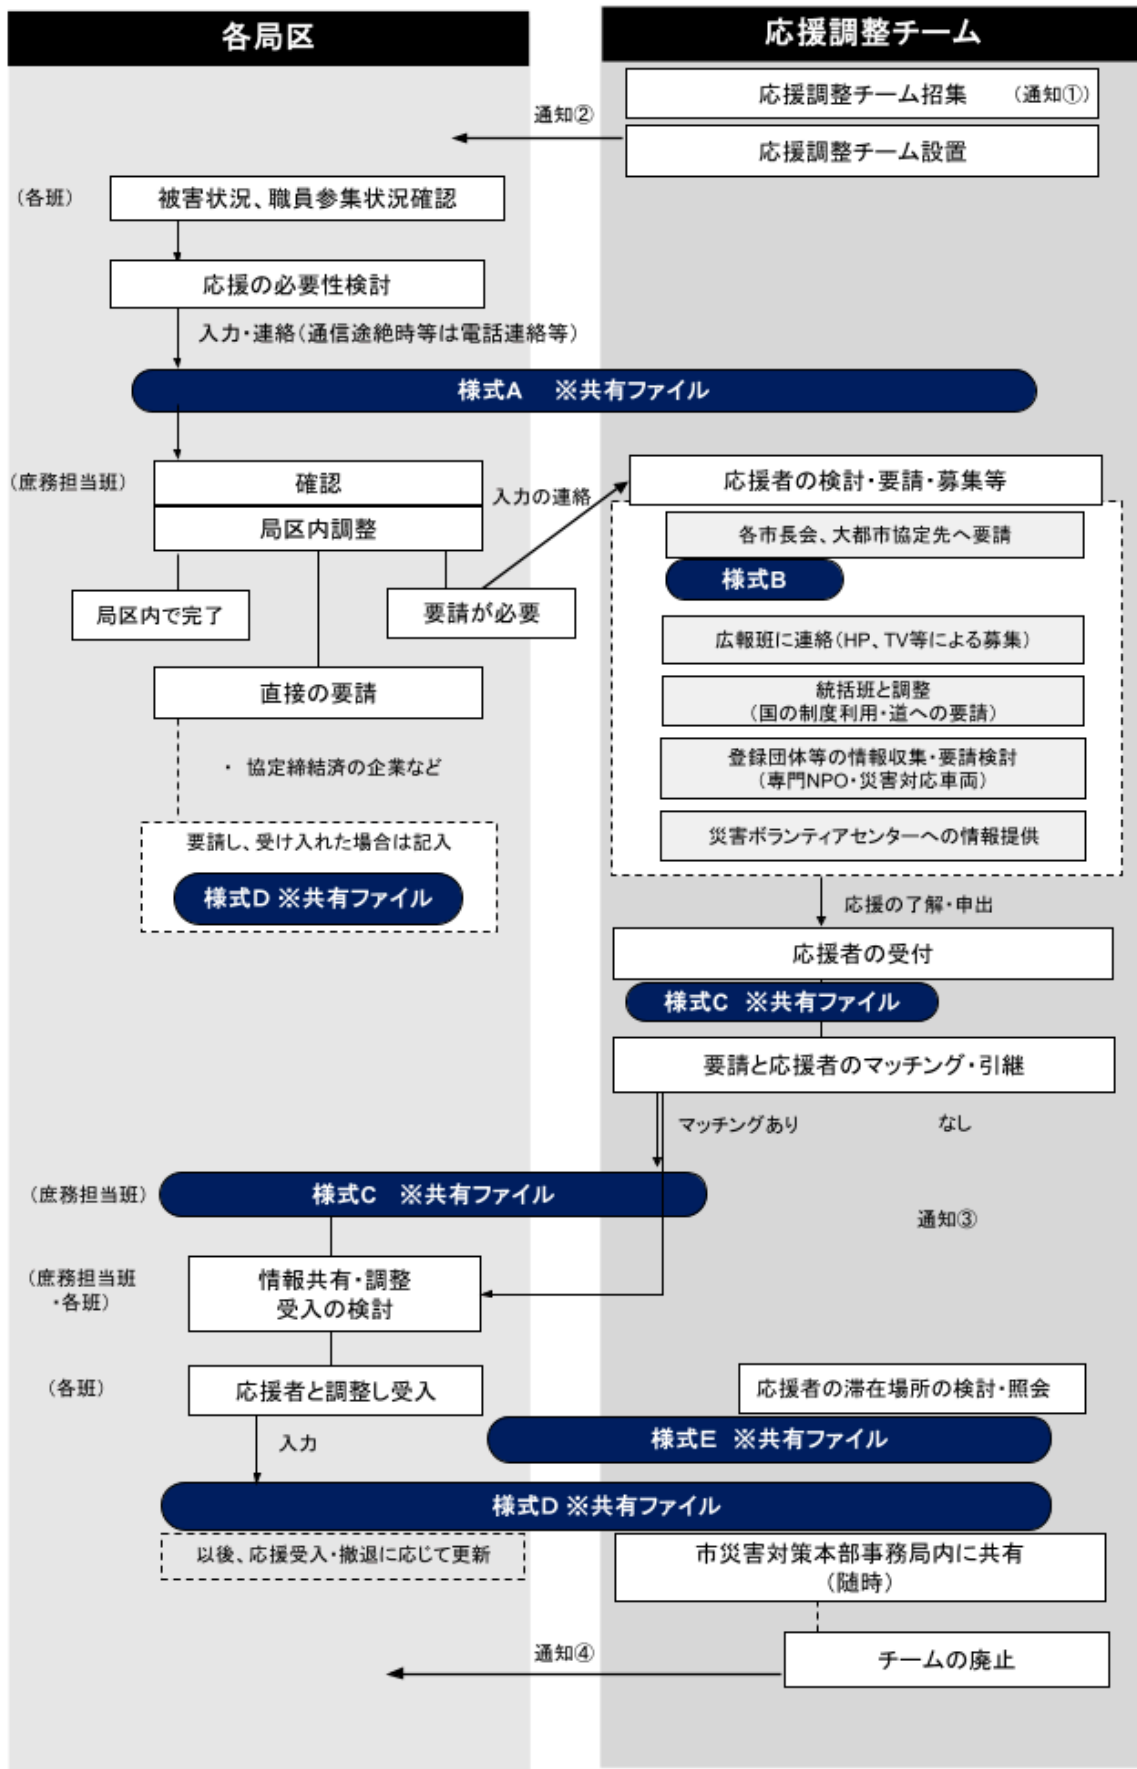 各局区
応援調整チーム
応援調整チーム招集 (通知①)
通知②
応援調整チーム設置
(各班)
被害状況、職員参集状況確認
応援の必要性検討
入力・連絡(通信途絶時等は電話連絡等)
様式A ※共有ファイル
(庶務担当班)
確認
局区内調整
入力の連絡
応援者の検討・要請・募集等
各市長会、大都市協定先へ要請
様式B
局区内で完了
要請が必要
広報班に連絡(HP、TV等による募集)
直接の要請
統括班と調整
(国の制度利用・道への要請)
・ 協定締結済の企業など
登録団体等の情報収集・要請検討
(専門NPO・災害対応車両)
要請し、受け入れた場合は記入
災害ボランティアセンターへの情報提供
様式D ※共有ファイル
応援の了解・申出
応援者の受付
様式C ※共有ファイル
要請と応援者のマッチング・引継
マッチングあり
なし
(庶務担当班)
様式C ※共有ファイル
通知③
(庶務担当班
・各班)
情報共有・調整
受入の検討
(各班)
応援者と調整し受入
応援者の滞在場所の検討・照会
入力
様式E ※共有ファイル
様式D ※共有ファイル
以後、応援受入・撤退に応じて更新
市災害対策本部事務局内に共有
(随時)
通知④
チームの廃止